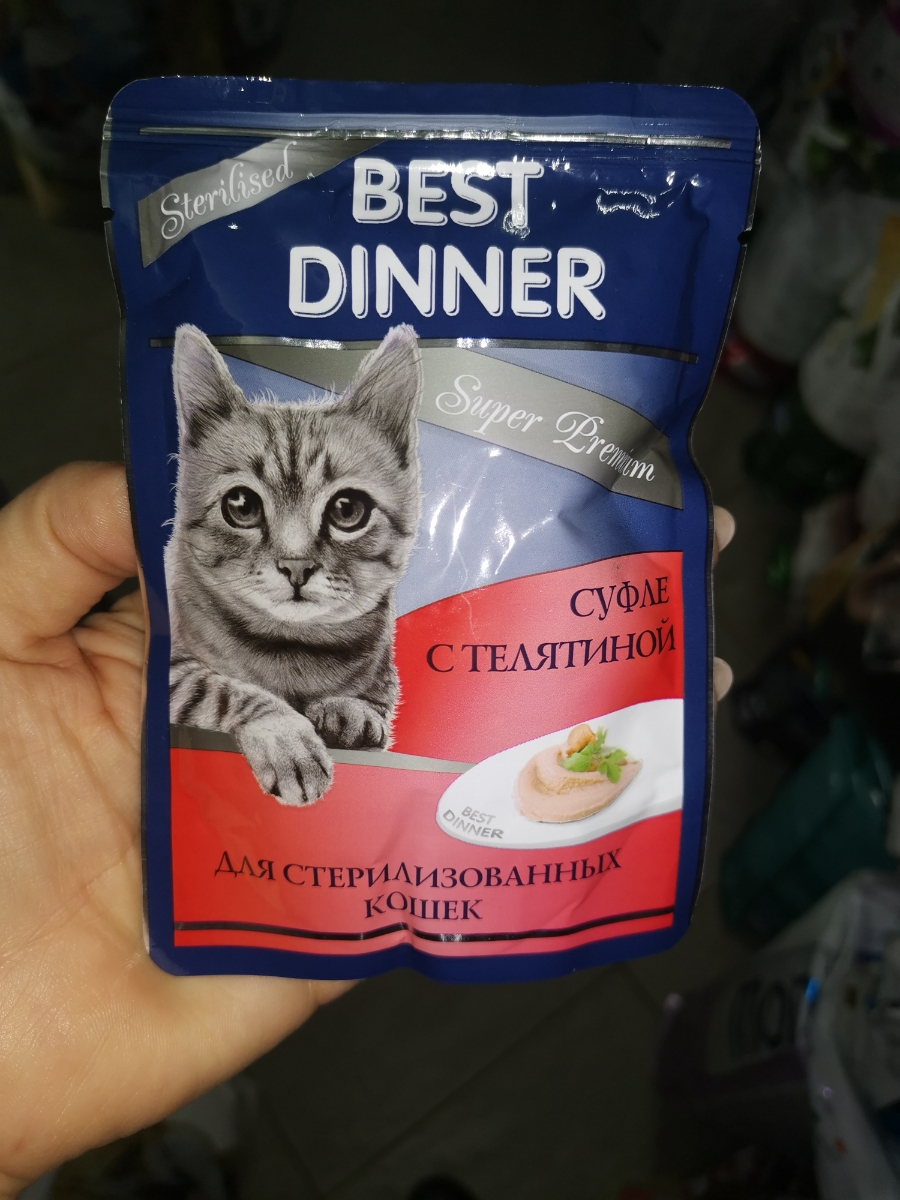 Sterilised
BEST
DINNER
Super Premium
СУФЛЕ
С ТЕЛЯТИНОЙ
BEST
DINNER
ДЛЯ СТЕРИЛИЗОВАННЫХ
КОШЕК